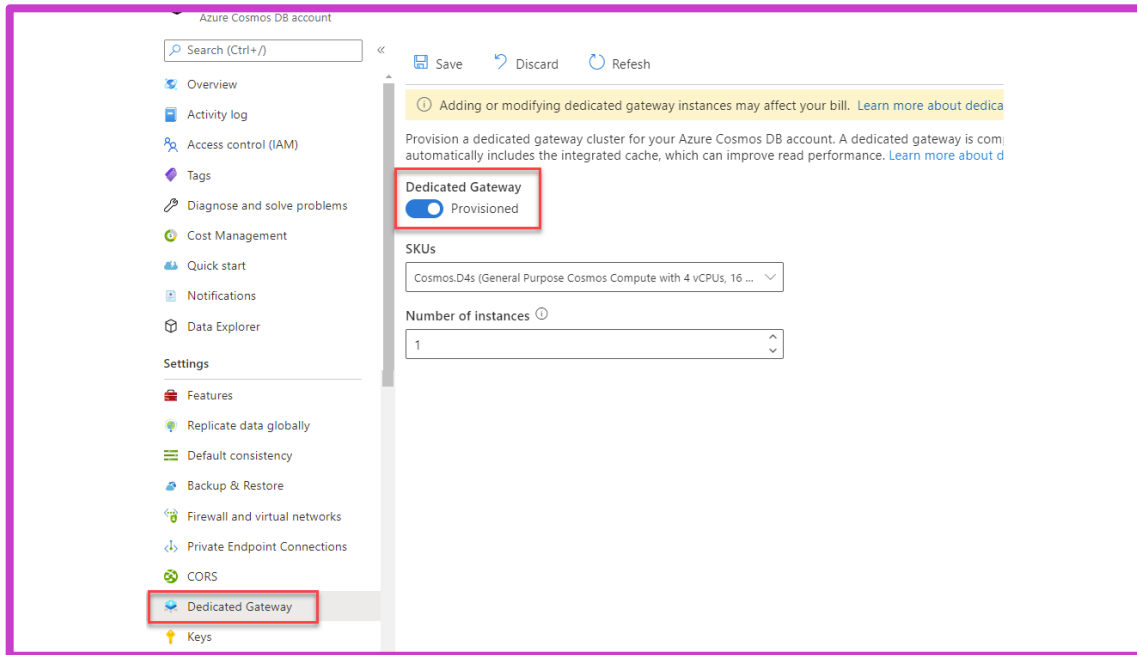 Azure Cosmos DB account
Search (Ctrl+/)
«
Overview
Activity log
Access control (IAM)
Tags
Diagnose and solve problems
Cost Management
Quick start
Notifications
Data Explorer
Settings
Features
Replicate data globally
Default consistency
Backup & Restore
Firewall and virtual networks
Private Endpoint Connections
CORS
Dedicated Gateway
Keys
Save Discard Refesh
Adding or modifying dedicated gateway instances may affect your bill. Learn more about dedica
Provision a dedicated gateway cluster for your Azure Cosmos DB account. A dedicated gateway is com
automatically includes the integrated cache, which can improve read performance. Learn more about d
Dedicated Gateway
Provisioned
SKUs
Cosmos.D4s (General Purpose Cosmos Compute with 4 vCPUs, 16 ...
Number of instances
1